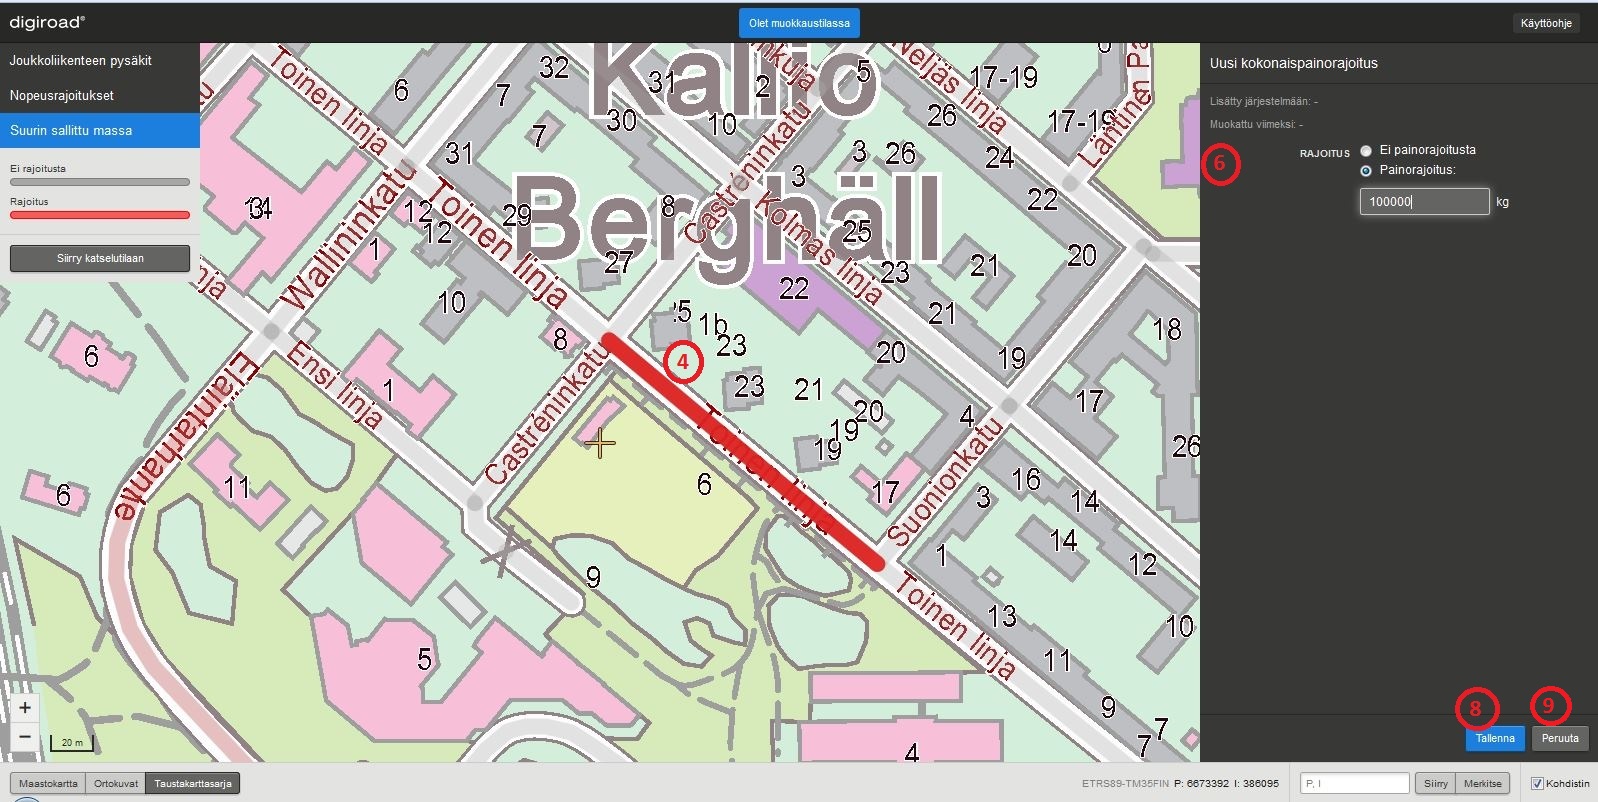 digiroad®
Olet muokkaustilassa
Käyttöohje
Joukkoliikenteen pysäkit
Nopeusrajoitukset
Suurin sallittu massa
Ei rajoitusta
Rajoitus
Siirry katselutilaan
Uusi kokonaispainorajoitus
Lisätty järjestelmään: -
Muokattu viimeksi: -
6
RAJOITUS
Ei painorajoitusta
Painorajoitus:
100000 kg
Kallio
Berghäll
Toinen linja
6
7
32
31
2
5
Neljäs linja
17-19
Läntinen Pa
30
10
26
17-19
7
31
Castréninkatu
3
26
24
3
22
Wallininkatu
12
12
Toinen linja
29
8
Kolmas linja
25
1
27
23
21
20
22
21
10
8
1b
23
20
19
18
6
Ensi linja
1
Castréninkatu
4
23
21
20
19
19
4
17
26
Eläintarhantie
6
11
6
Toinen linja
17
Suonionkatu
3
16
14
14
12
1
9
Toinen linja
13
10
11
5
9
7
7
4
8
9
Tallenna
Peruuta
+
−
20 m
Maastokartta
Ortokuvat
Taustakarttasarja
ETRS89-TM35FIN P: 6673392 I: 386095
P, I
Siirry
Merkitse
Kohdistin